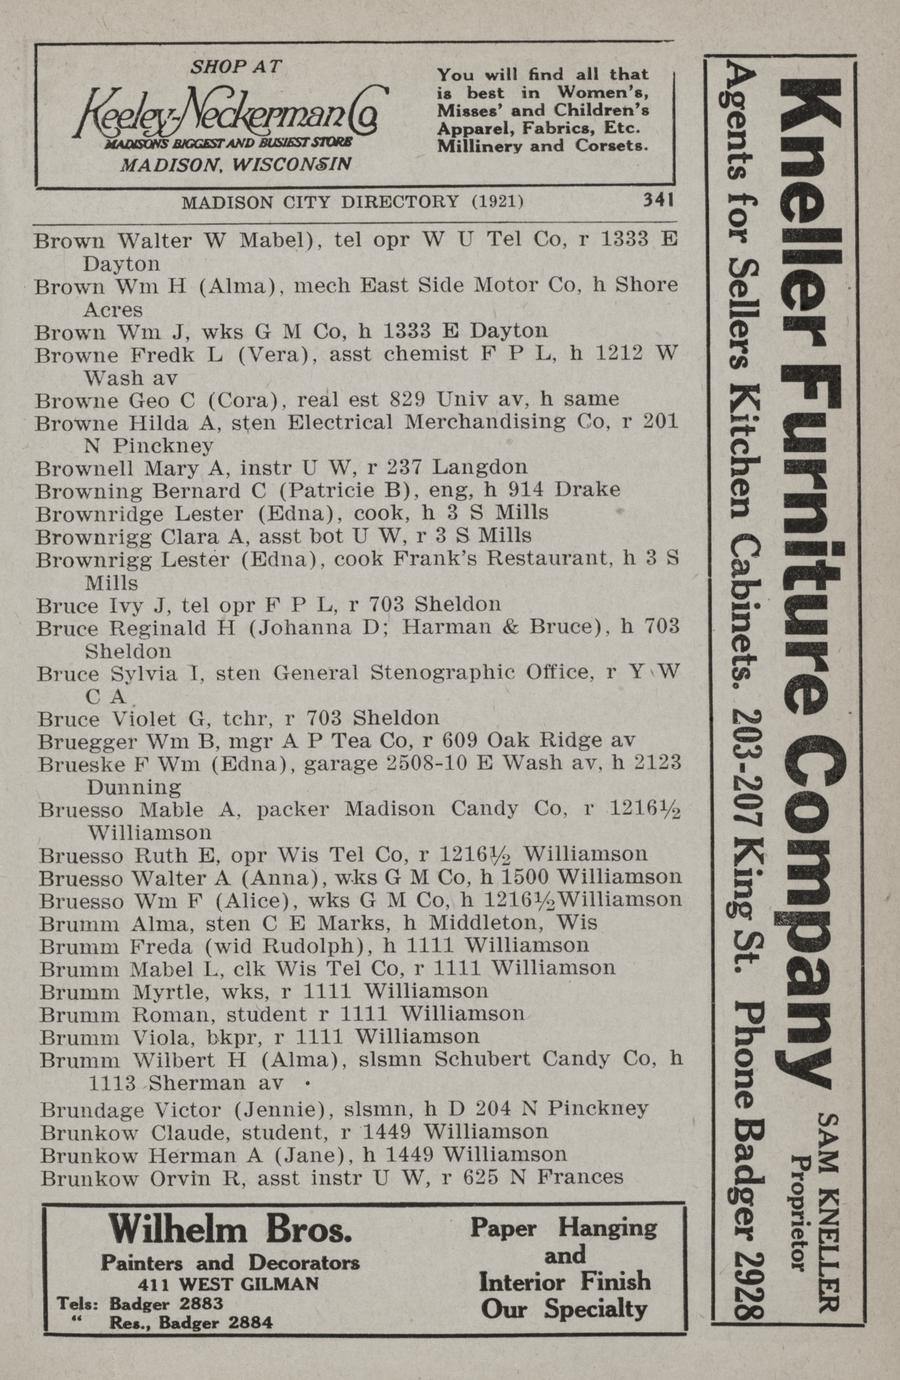 SHOP AT
Keeley-Neckerman Co
MADISON'S BIGGEST AND BUSIEST STORE
MADISON, WISCONSIN
You will find all that
is best in Women's,
Misses' and Children's
Apparel, Fabrics, Etc.
Millinery and Corsets.
MADISON CITY DIRECTORY (1921) 341
Brown Walter W Mabel), tel opr W U Tel Co, r 1333 E
Dayton
Brown Wm H (Alma), mech East Side Motor Co, h Shore
Acres
Brown Wm J, wks G M Co, h 1333 E Dayton
Browne Fredk L (Vera), asst chemist F P L, h 1212 W
Wash av
Browne Geo C (Cora), real est 829 Univ av, h same
Browne Hilda A, sten Electrical Merchandising Co, r 201
N Pinckney
Brownell Mary A, instr U W, r 237 Langdon
Browning Bernard C (Patricie B), eng, h 914 Drake
Brownridge Lester (Edna), cook, h 3 S Mills
Brownrigg Clara A, asst bot U W, r 3 S Mills
Brownrigg Lester (Edna), cook Frank's Restaurant, h 3 S
Mills
Bruce Ivy J, tel opr F P L, r 703 Sheldon
Bruce Reginald H (Johanna D; Harman & Bruce), h 703
Sheldon
Bruce Sylvia I, sten General Stenographic Office, r Y W
C A
Bruce Violet G, tchr, r 703 Sheldon
Bruegger Wm B, mgr A P Tea Co, r 609 Oak Ridge av
Brueske F Wm (Edna), garage 2508-10 E Wash av, h 2123
Dunning
Bruesso Mable A, packer Madison Candy Co, r 1216½
Williamson
Bruesso Ruth E, opr Wis Tel Co, r 1216½ Williamson
Bruesso Walter A (Anna), wks G M Co, h 1500 Williamson
Bruesso Wm F (Alice), wks G M Co, h 1216½ Williamson
Brumm Alma, sten C E Marks, h Middleton, Wis
Brumm Freda (wid Rudolph), h 1111 Williamson
Brumm Mabel L, clk Wis Tel Co, r 1111 Williamson
Brumm Myrtle, wks, r 1111 Williamson
Brumm Roman, student r 1111 Williamson
Brumm Viola, bkpr, r 1111 Williamson
Brumm Wilbert H (Alma), slsmn Schubert Candy Co, h
1113 Sherman av
Brundage Victor (Jennie), slsmn, h D 204 N Pinckney
Brunkow Claude, student, r 1449 Williamson
Brunkow Herman A (Jane), h 1449 Williamson
Brunkow Orvin R, asst instr U W, r 625 N Frances
Wilhelm Bros.
Painters and Decorators
411 WEST GILMAN
Tels: Badger 2883
" Res., Badger 2884
Paper Hanging
and
Interior Finish
Our Specialty
Kneller Furniture Company
SAM KNELLER
Proprietor
Agents for Sellers Kitchen Cabinets. 203-207 King St. Phone Badger 2928